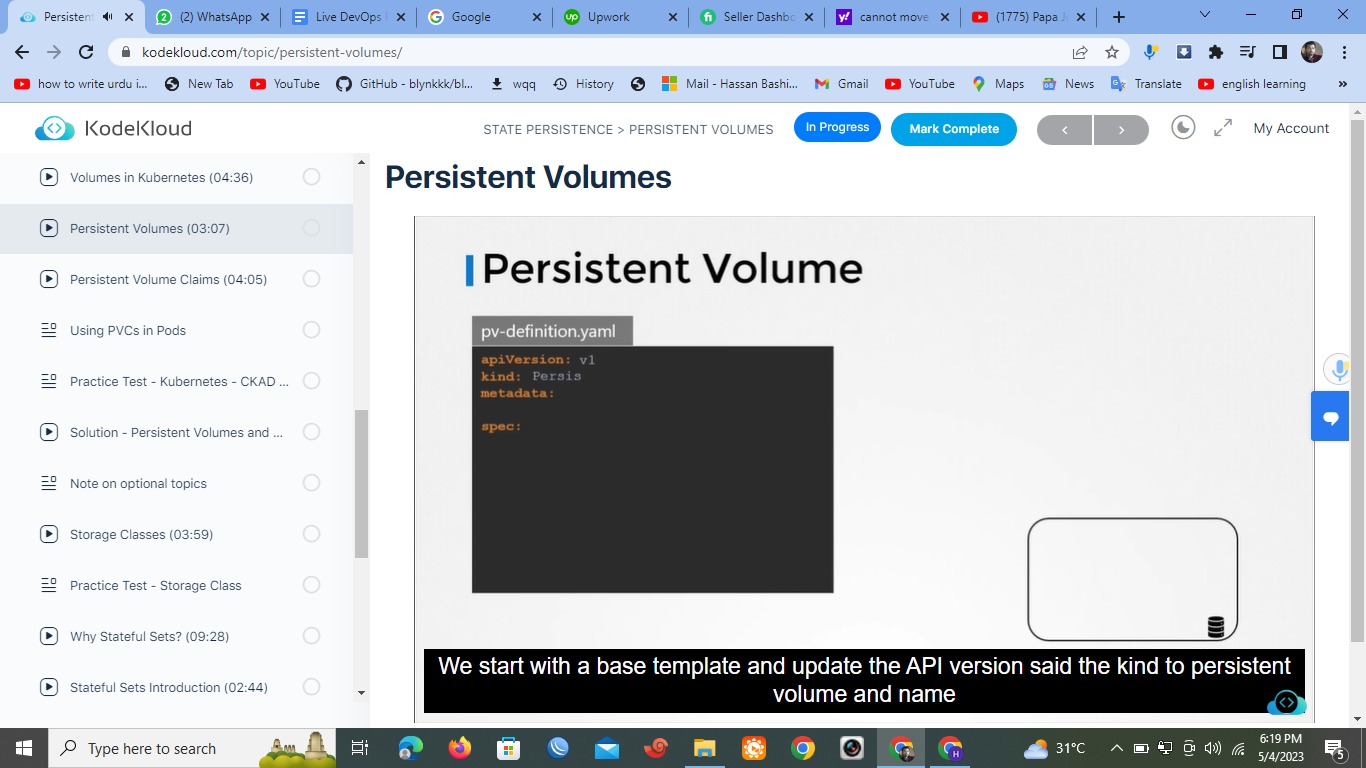 Persistent
(2) WhatsApp
Live DevOps
Google
Upwork
Seller Dashbo
cannot move
(1775) Papa J
kodekloud.com/topic/persistent-volumes/
how to write urdu i...
New Tab
YouTube
GitHub - blynkkk/bl...
wqq
History
Mail - Hassan Bashi...
Gmail
YouTube
Maps
News
Translate
english learning
»
KodeKloud
STATE PERSISTENCE > PERSISTENT VOLUMES
In Progress
Mark Complete
My Account
Volumes in Kubernetes (04:36)
Persistent Volumes (03:07)
Persistent Volume Claims (04:05)
Using PVCs in Pods
Practice Test - Kubernetes - CKAD ...
Solution - Persistent Volumes and ...
Note on optional topics
Storage Classes (03:59)
Practice Test - Storage Class
Why Stateful Sets? (09:28)
Stateful Sets Introduction (02:44)
Persistent Volumes
Persistent Volume
pv-definition.yaml
apiVersion: v1
kind: Persis
metadata:
spec:
We start with a base template and update the API version said the kind to persistent
volume and name
Type here to search
31°C
6:19 PM
5/4/2023
5